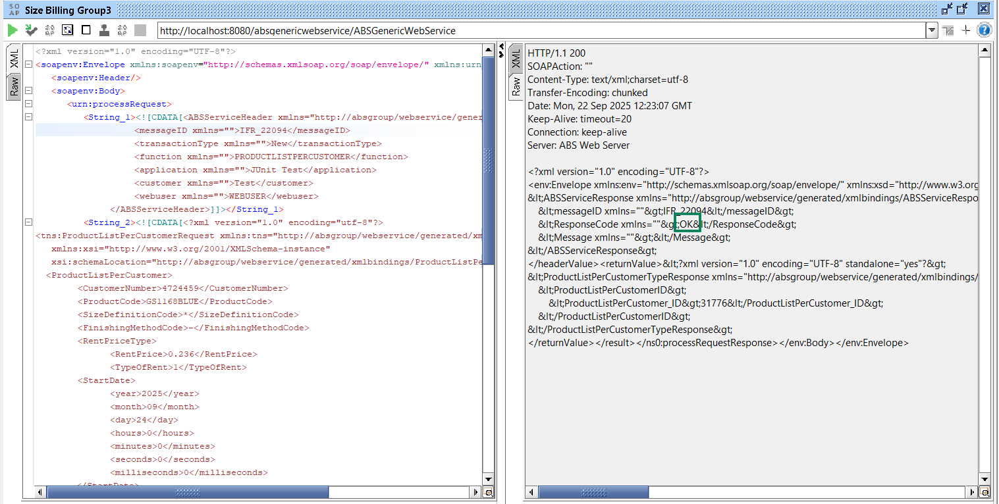 SO AP Size Billing Group3
http://localhost:8080/absgenericwebservice/ABSGenericWebService
XML
Raw
<?xml version="1.0" encoding="UTF-8"?>
<soapenv:Envelope xmlns:soapenv="http://schemas.xmlsoap.org/soap/envelope/" xmlns:urn
<soapenv:Header/>
<soapenv:Body>
<urn:processRequest>
<String_1><![CDATA[<ABSServiceHeader xmlns="http://absgroup/webservice/gener
<messageID xmlns="">IFR_22094</messageID>
<transactionType xmlns="">New</transactionType>
<function xmlns="">PRODUCTLISTPERCUSTOMER</function>
<application xmlns="">JUnit Test</application>
<customer xmlns="">Test</customer>
<webuser xmlns="">WEBUSER</webuser>
</ABSServiceHeader>]]></String_1>
<String_2><![CDATA[<?xml version="1.0" encoding="utf-8"?>
<tns:ProductListPerCustomerRequest xmlns:tns="http://absgroup/webservice/generated/xm
xmlns:xsi="http://www.w3.org/2001/XMLSchema-instance"
xsi:schemaLocation="http://absgroup/webservice/generated/xmlbindings/ProductListPe
<ProductListPerCustomer>
<CustomerNumber>4724459</CustomerNumber>
<ProductCode>GS1168BLUE</ProductCode>
<SizeDefinitionCode>*</SizeDefinitionCode>
<FinishingMethodCode>-</FinishingMethodCode>
<RentPriceType>
<RentPrice>0.236</RentPrice>
<TypeOfRent>1</TypeOfRent>
<StartDate>
<year>2025</year>
<month>09</month>
<day>24</day>
<hours>0</hours>
<minutes>0</minutes>
<seconds>0</seconds>
<milliseconds>0</milliseconds>
</StartDate>
XML
Raw
HTTP/1.1 200
SOAPAction: ""
Content-Type: text/xml;charset=utf-8
Transfer-Encoding: chunked
Date: Mon, 22 Sep 2025 12:23:07 GMT
Keep-Alive: timeout=20
Connection: keep-alive
Server: ABS Web Server
<?xml version="1.0" encoding="UTF-8"?>
<env:Envelope xmlns:env="http://schemas.xmlsoap.org/soap/envelope/" xmlns:xsd="http://www.w3.org
&lt;ABSServiceResponse xmlns="http://absgroup/webservice/generated/xmlbindings/ABSServiceRespo
&lt;messageID xmlns=""&gt;IFR_22094&lt;/messageID&gt;
&lt;ResponseCode xmlns=""&gt;OK&lt;/ResponseCode&gt;
&lt;Message xmlns=""&gt;&lt;/Message&gt;
&lt;/ABSServiceResponse&gt;
</headerValue><returnValue>&lt;?xml version="1.0" encoding="UTF-8" standalone="yes"?&gt;
&lt;ProductListPerCustomerTypeResponse xmlns="http://absgroup/webservice/generated/xmlbindings/
&lt;ProductListPerCustomerID&gt;
&lt;ProductListPerCustomer_ID&gt;31776&lt;/ProductListPerCustomer_ID&gt;
&lt;/ProductListPerCustomerID&gt;
&lt;/ProductListPerCustomerTypeResponse&gt;
</returnValue></result></ns0:processRequestResponse></env:Body></env:Envelope>